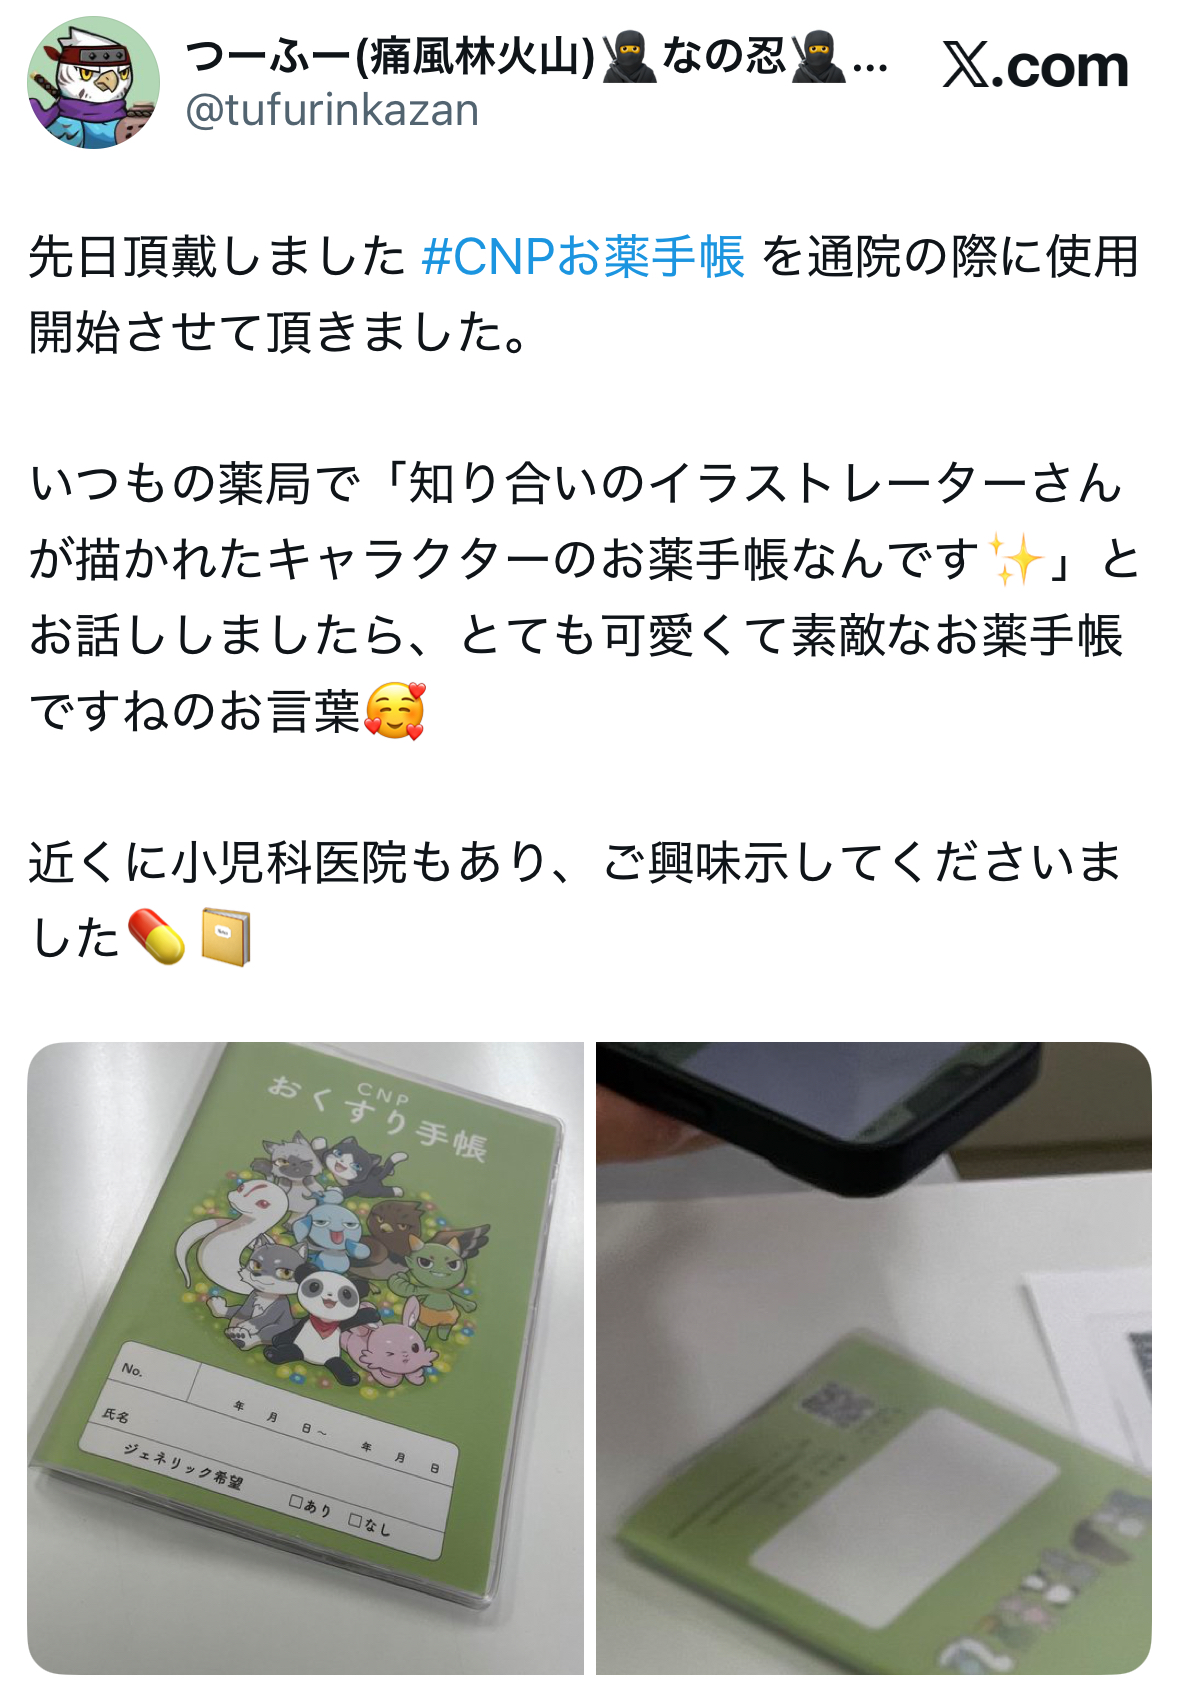 つーふー(痛風林火山)🥷なの忍🥷...
@tufurinkazan
X.com
先日頂戴しました #CNPお薬手帳 を通院の際に使用
開始させて頂きました。
いつもの薬局で「知り合いのイラストレーターさん
が描かれたキャラクターのお薬手帳なんです✨」と
お話ししましたら、とても可愛くて素敵なお薬手帳
ですねのお言葉🥰
近くに小児科医院もあり、ご興味示してくださいま
した💊📔
CNP
おくすり手帳
No.
年 月 日～ 年 月 日
氏名
ジェネリック希望 □あり □なし